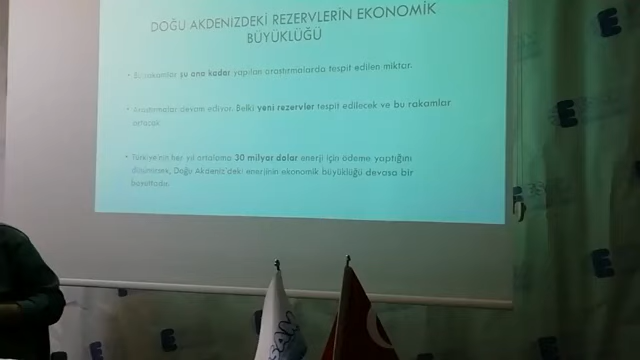 DOĞU AKDENİZDEKİ REZERVLERİN EKONOMİK
BÜYÜKLÜĞÜ
• Bu rakamlar şu ana kadar yapılan araştırmalarda tespit edilen miktar.
• Araştırmalar devam ediyor. Belki yeni rezervler tespit edilecek ve bu rakamlar
artacak
• Türkiye'nin her yıl ortalama 30 milyar dolar enerji için ödeme yaptığını
düşünürsek, Doğu Akdeniz'deki enerjinin ekonomik büyüklüğü devasa bir
boyuttadır.